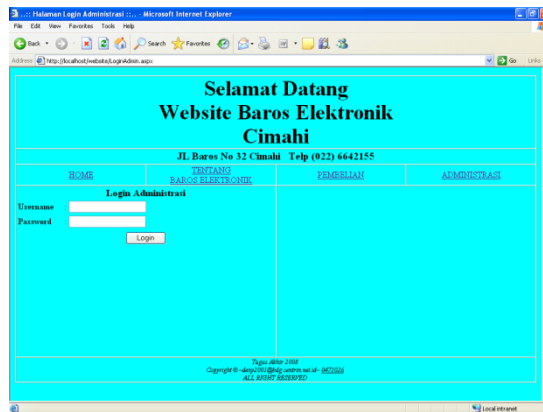 ..:: Halaman Login Administrasi ::.. - Microsoft Internet Explorer
File Edit View Favorites Tools Help
Back Search Favorites
Address http://localhost/website/LoginAdmin.aspx Go Links
Selamat Datang
Website Baros Elektronik
Cimahi
JL Baros No 32 Cimahi Telp (022) 6642155
HOME
TENTANG
BAROS ELEKTRONIK
PEMBELIAN
ADMINISTRASI
Login Administrasi
Username :
Password :
Login
Tugas Akhir 2008
Copyright ©
ALL RIGHT RESERVED
Local intranet